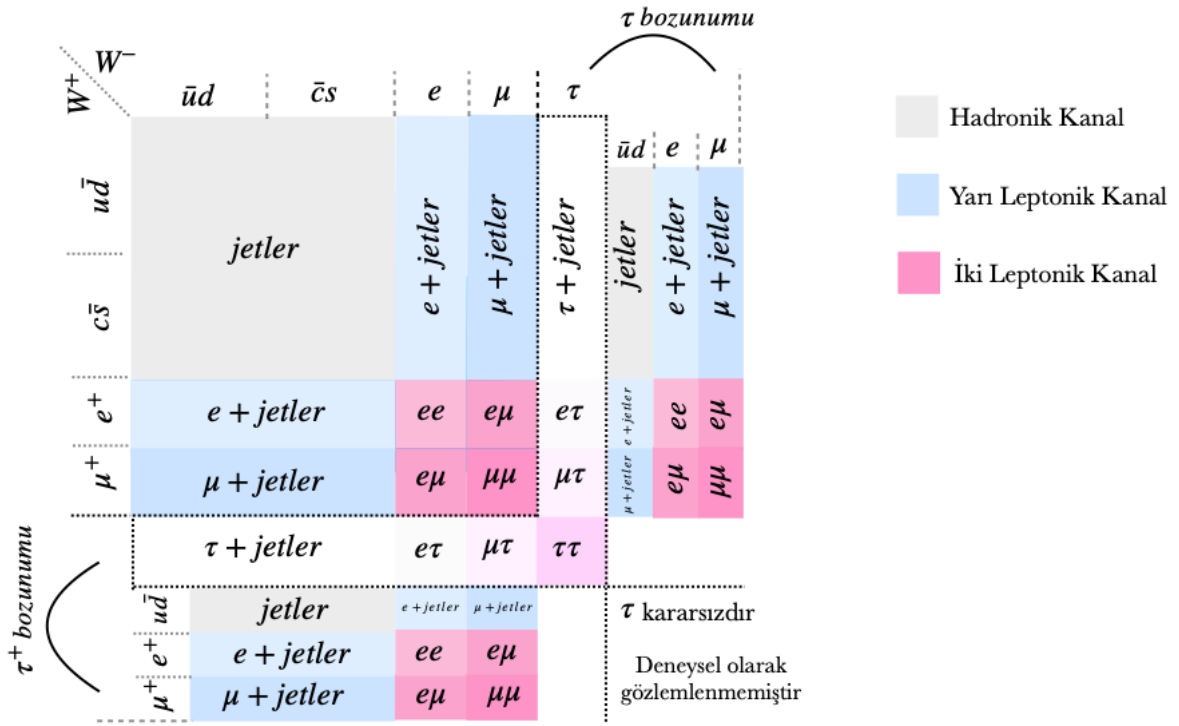 τ bozunumu
W⁻
W⁺
ūd c̄s e μ τ
ūd e μ
ud̄
cs̄
jetler
e + jetler
μ + jetler
τ + jetler
jetler
e + jetler
μ + jetler
e⁺
e + jetler
ee
eμ
eτ
e + jetler
ee
eμ
μ⁺
μ + jetler
eμ
μμ
μτ
μ + jetler
eμ
μμ
τ + jetler
eτ
μτ
ττ
τ⁺ bozunumu
ud̄
jetler
e + jetler
μ + jetler
e⁺
e + jetler
ee
eμ
μ⁺
μ + jetler
eμ
μμ
τ kararsızdır
Deneysel olarak
gözlemlenmemiştir
Hadronik Kanal
Yarı Leptonik Kanal
İki Leptonik Kanal